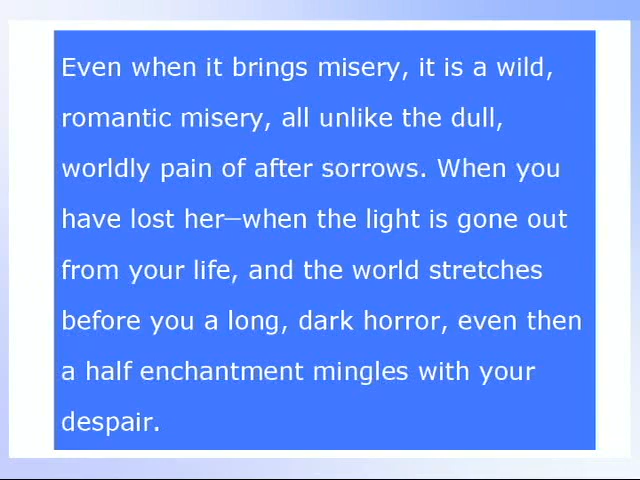 Even when it brings misery, it is a wild,
romantic misery, all unlike the dull,
worldly pain of after sorrows. When you
have lost her—when the light is gone out
from your life, and the world stretches
before you a long, dark horror, even then
a half enchantment mingles with your
despair.